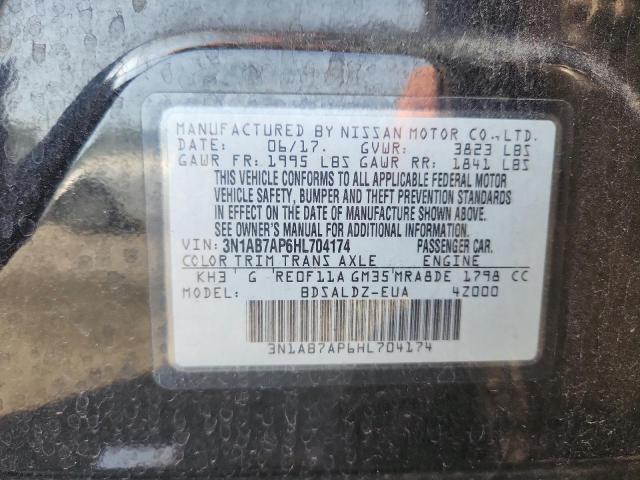 MANUFACTURED BY NISSAN MOTOR CO.,LTD.
DATE: 06/17. GVWR: 3823 LBS
GAWR FR: 1995 LBS GAWR RR: 1841 LBS
THIS VEHICLE CONFORMS TO ALL APPLICABLE FEDERAL MOTOR
VEHICLE SAFETY, BUMPER AND THEFT PREVENTION STANDARDS
IN EFFECT ON THE DATE OF MANUFACTURE SHOWN ABOVE.
SEE OWNER'S MANUAL FOR ADDITIONAL INFORMATION.
VIN: 3N1AB7AP6HL704174 PASSENGER CAR.
COLOR TRIM TRANS AXLE ENGINE
KH3 G RE0F11A GM35 MRA8DE 1798 CC
MODEL: BDSALDZ-EUA 4Z000
3N1AB7AP6HL704174